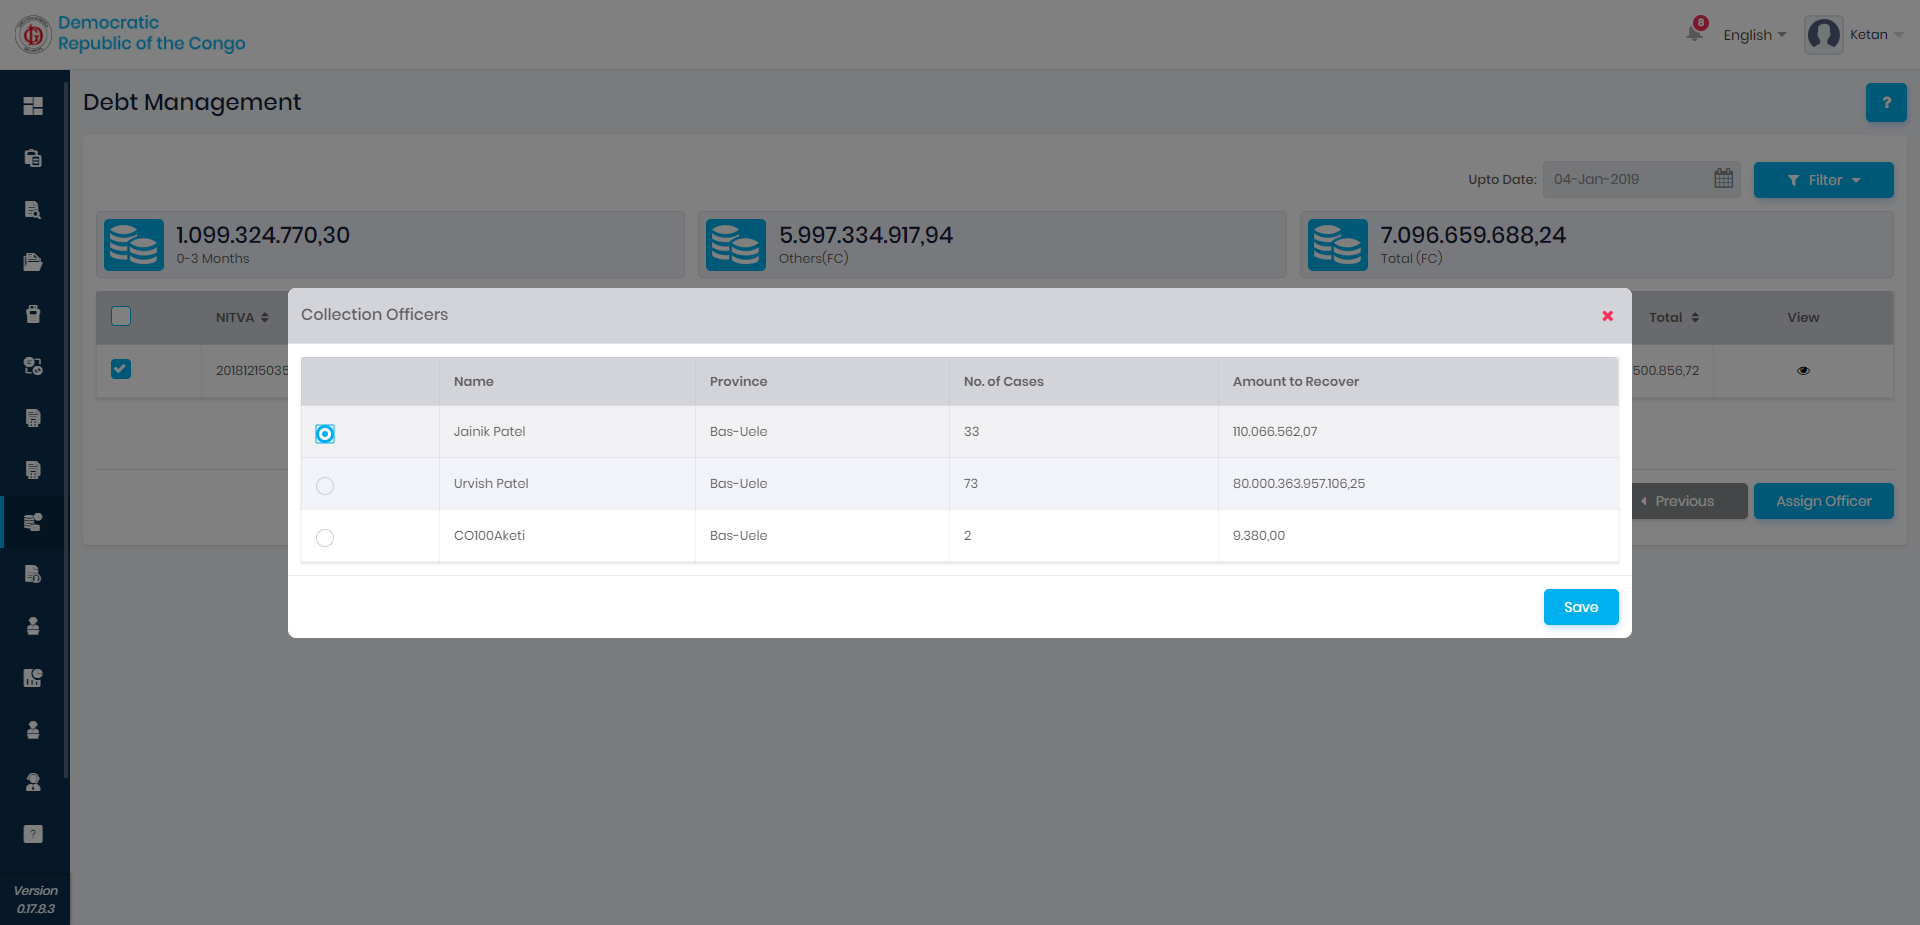 Democratic
Republic of the Congo
8
English
Ketan
Debt Management
?
Upto Date:
04-Jan-2019
Filter
1.099.324.770,30
0-3 Months
5.997.334.917,94
Others(FC)
7.096.659.688,24
Total (FC)
NITVA
Total
View
20181215035
500.856,72
Collection Officers
Name
Province
No. of Cases
Amount to Recover
Jainik Patel
Bas-Uele
33
110.066.562,07
Urvish Patel
Bas-Uele
73
80.000.363.957.106,25
CO100Aketi
Bas-Uele
2
9.380,00
Previous
Assign Officer
Save
?
Version
0.17.8.3